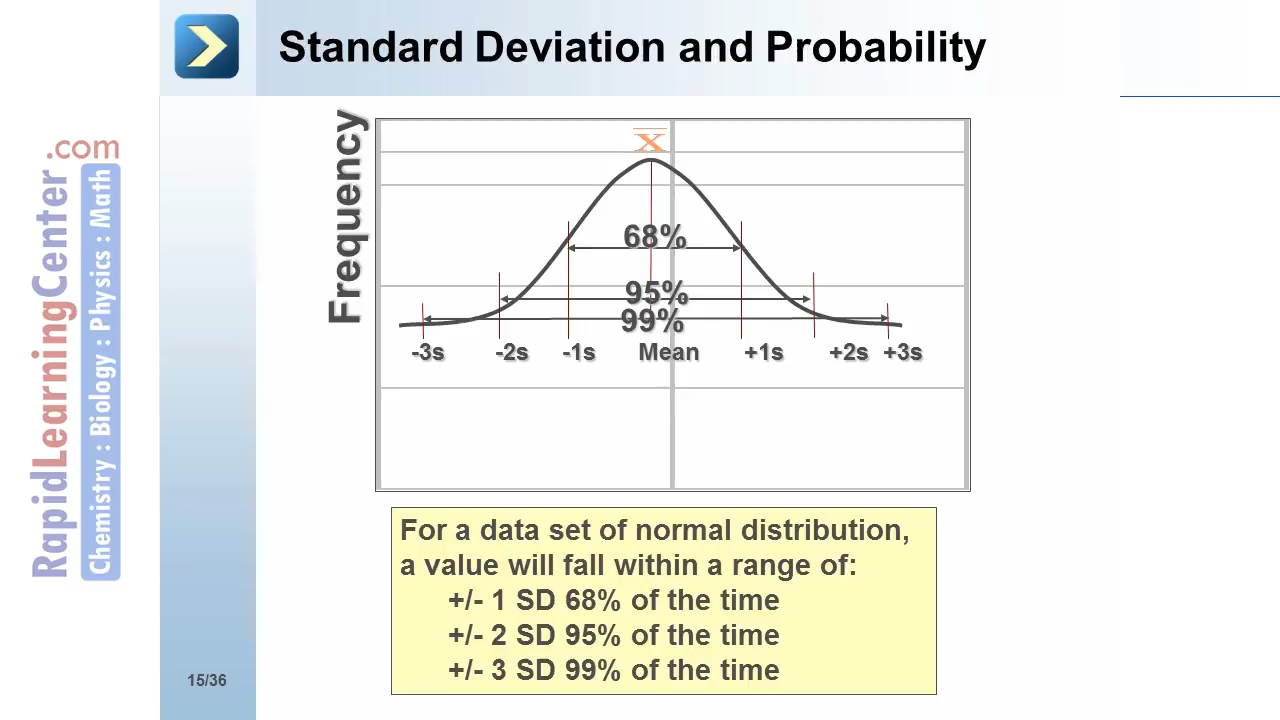 Standard Deviation and Probability
RapidLearningCenter.com
Chemistry : Biology : Physics : Math
Frequency
X
68%
95%
99%
-3s -2s -1s Mean +1s +2s +3s
For a data set of normal distribution,
a value will fall within a range of:
+/- 1 SD 68% of the time
+/- 2 SD 95% of the time
+/- 3 SD 99% of the time
15/36